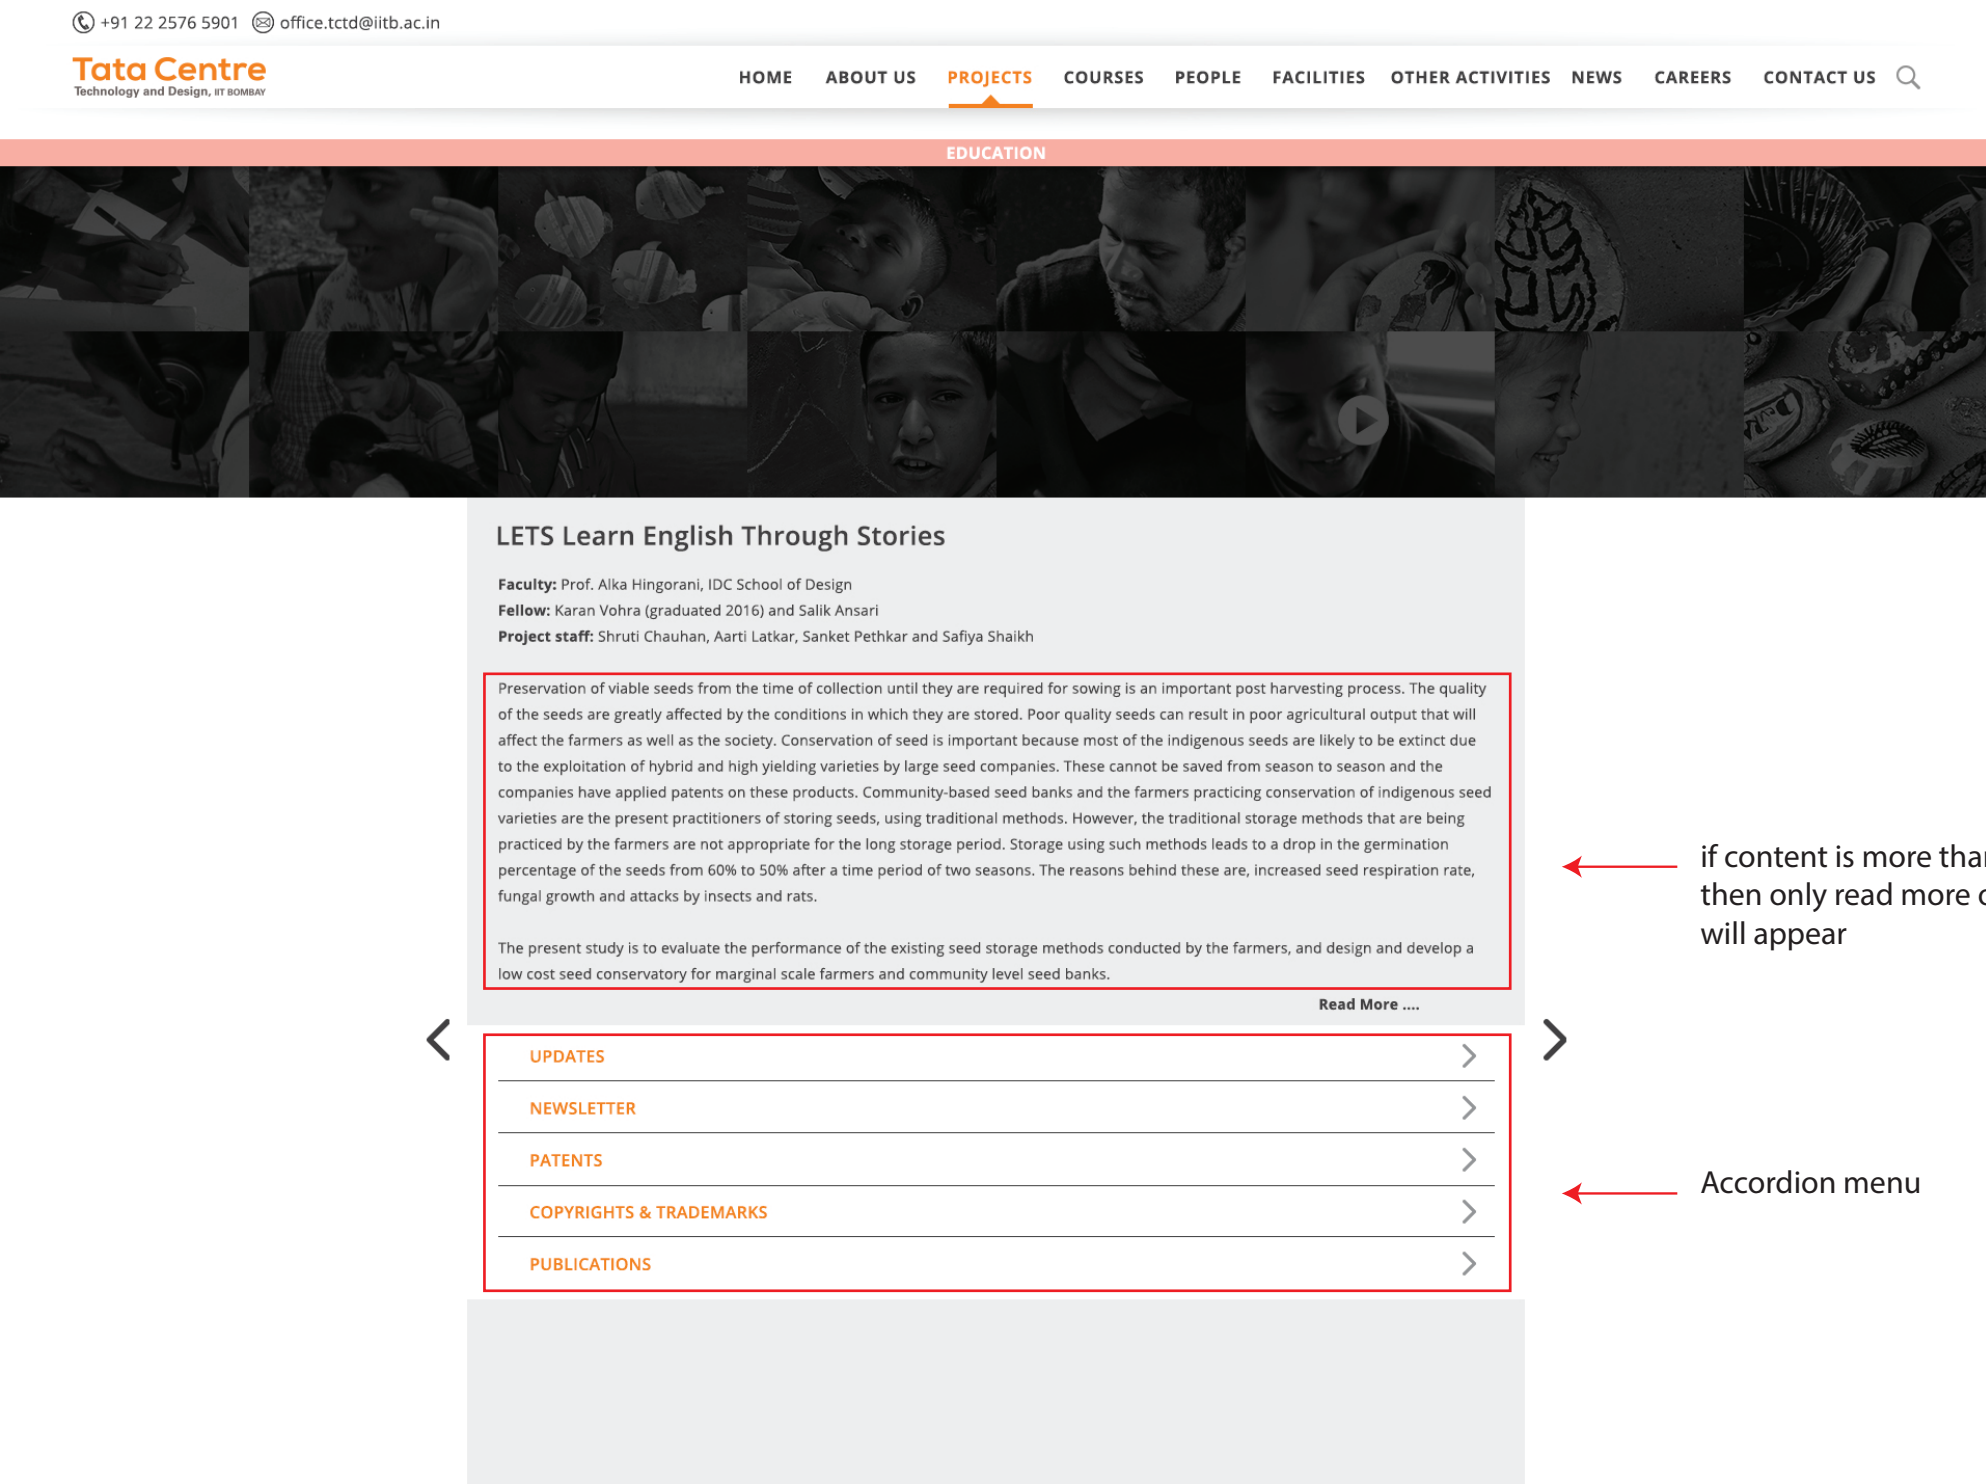 +91 22 2576 5901 office.tctd@iitb.ac.in
Tata Centre
Technology and Design, IIT BOMBAY
HOME ABOUT US PROJECTS COURSES PEOPLE FACILITIES OTHER ACTIVITIES NEWS CAREERS CONTACT US
EDUCATION
LETS Learn English Through Stories
Faculty: Prof. Alka Hingorani, IDC School of Design
Fellow: Karan Vohra (graduated 2016) and Salik Ansari
Project staff: Shruti Chauhan, Aarti Latkar, Sanket Pethkar and Safiya Shaikh
Preservation of viable seeds from the time of collection until they are required for sowing is an important post harvesting process. The quality
of the seeds are greatly affected by the conditions in which they are stored. Poor quality seeds can result in poor agricultural output that will
affect the farmers as well as the society. Conservation of seed is important because most of the indigenous seeds are likely to be extinct due
to the exploitation of hybrid and high yielding varieties by large seed companies. These cannot be saved from season to season and the
companies have applied patents on these products. Community-based seed banks and the farmers practicing conservation of indigenous seed
varieties are the present practitioners of storing seeds, using traditional methods. However, the traditional storage methods that are being
practiced by the farmers are not appropriate for the long storage period. Storage using such methods leads to a drop in the germination
percentage of the seeds from 60% to 50% after a time period of two seasons. The reasons behind these are, increased seed respiration rate,
fungal growth and attacks by insects and rats.
The present study is to evaluate the performance of the existing seed storage methods conducted by the farmers, and design and develop a
low cost seed conservatory for marginal scale farmers and community level seed banks.
Read More ....
if content is more
then only read more
will appear
UPDATES
NEWSLETTER
PATENTS
COPYRIGHTS & TRADEMARKS
PUBLICATIONS
Accordion menu